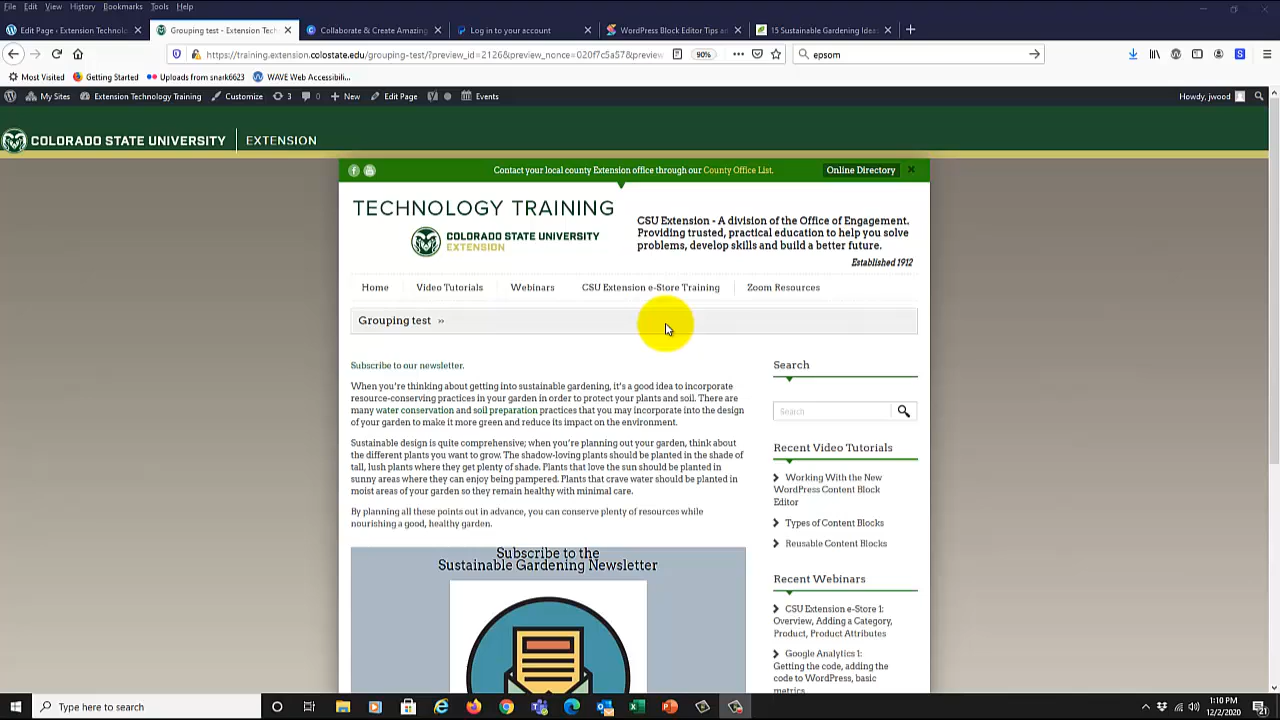 File Edit View History Bookmarks Tools Help
Edit Page ‹ Extension Technolo
Grouping test - Extension Tech
Collaborate & Create Amazing
Log in to your account
WordPress Block Editor Tips an
15 Sustainable Gardening Ideas
https://training.extension.colostate.edu/grouping-test/?preview_id=2126&preview_nonce=020f7c5a57&preview
90%
epsom
Most Visited Getting Started Uploads from snark6623 WAVE Web Accessibili...
My Sites Extension Technology Training Customize 3 0 New Edit Page Events Howdy, jwood
COLORADO STATE UNIVERSITY EXTENSION
Contact your local county Extension office through our County Office List.
Online Directory
TECHNOLOGY TRAINING
COLORADO STATE UNIVERSITY
EXTENSION
CSU Extension - A division of the Office of Engagement.
Providing trusted, practical education to help you solve
problems, develop skills and build a better future.
Established 1912
Home Video Tutorials Webinars CSU Extension e-Store Training Zoom Resources
Grouping test »
Subscribe to our newsletter.
When you're thinking about getting into sustainable gardening, it's a good idea to incorporate
resource-conserving practices in your garden in order to protect your plants and soil. There are
many water conservation and soil preparation practices that you may incorporate into the design
of your garden to make it more green and reduce its impact on the environment.
Sustainable design is quite comprehensive; when you're planning out your garden, think about
the different plants you want to grow. The shadow-loving plants should be planted in the shade of
tall, lush plants where they get plenty of shade. Plants that love the sun should be planted in
sunny areas where they can enjoy being pampered. Plants that crave water should be planted in
moist areas of your garden so they remain healthy with minimal care.
By planning all these points out in advance, you can conserve plenty of resources while
nourishing a good, healthy garden.
Subscribe to the
Sustainable Gardening Newsletter
Search
Search
Recent Video Tutorials
Working With the New
WordPress Content Block
Editor
Types of Content Blocks
Reusable Content Blocks
Recent Webinars
CSU Extension e-Store 1:
Overview, Adding a Category,
Product, Product Attributes
Google Analytics 1:
Getting the code, adding the
code to WordPress, basic
metrics
Type here to search
1:10 PM
12/2/2020